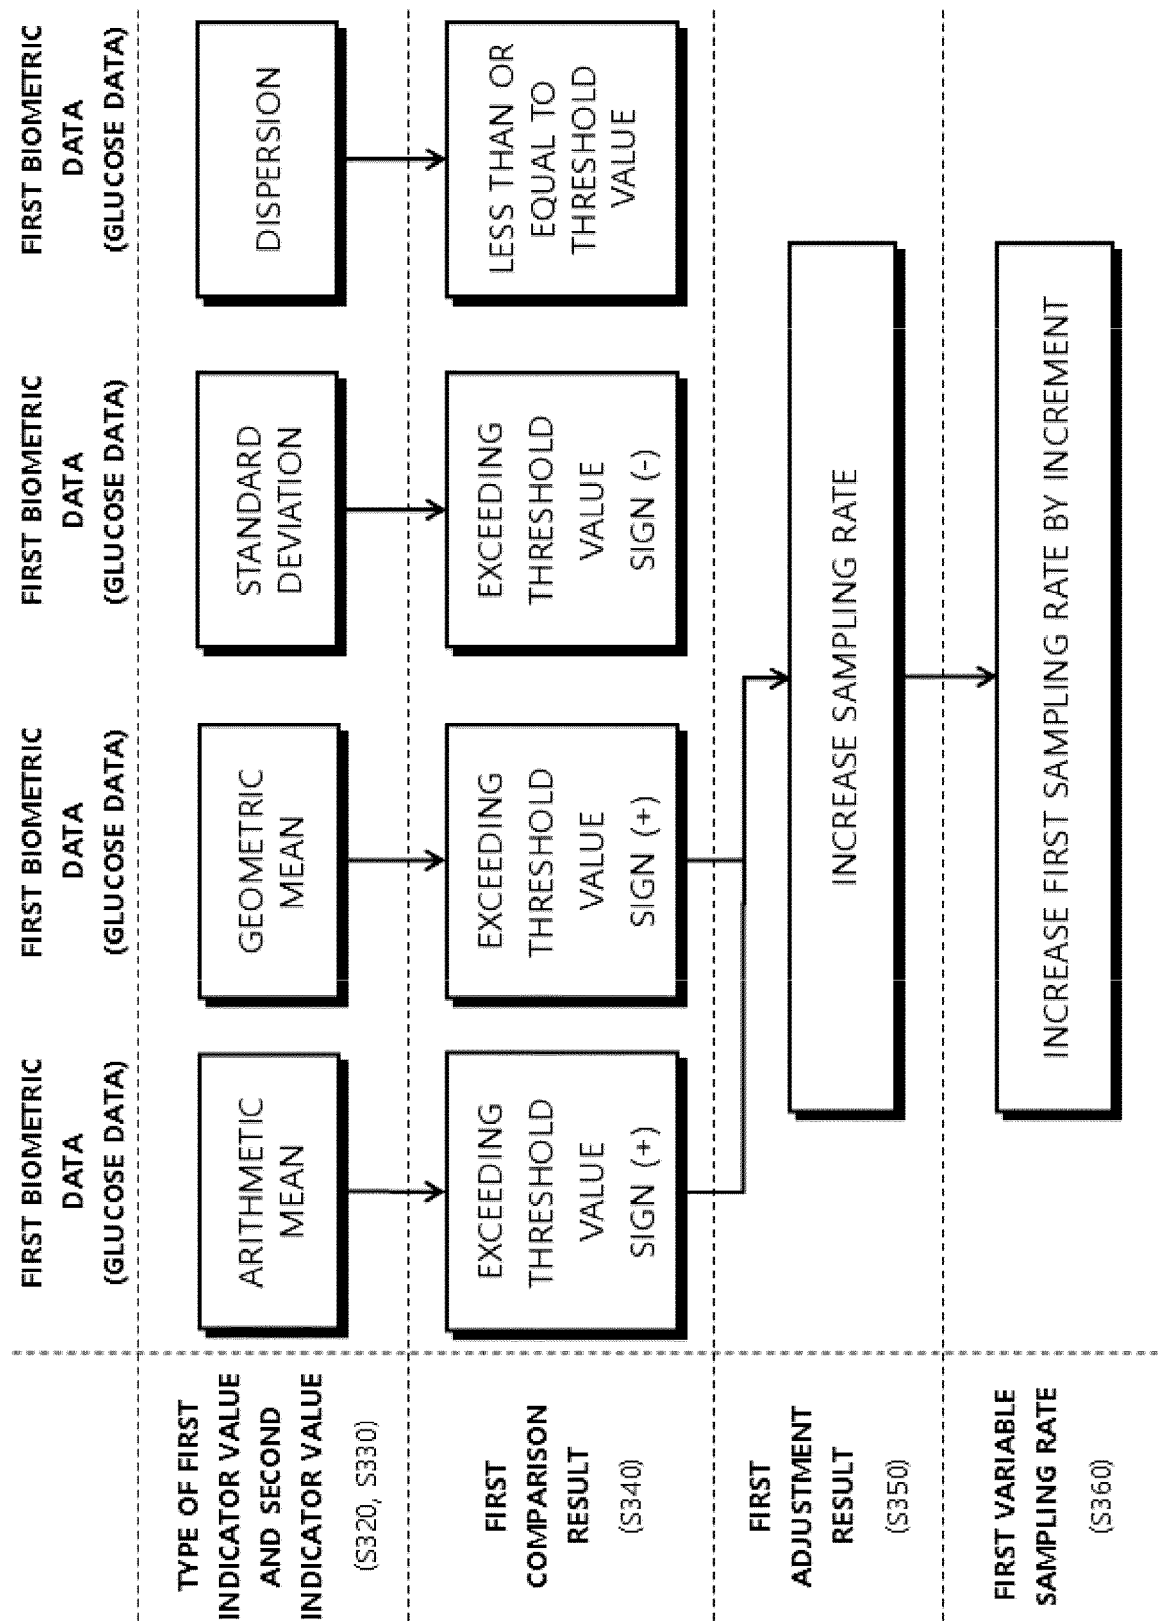 FIRST BIOMETRIC
DATA
(GLUCOSE DATA)
FIRST BIOMETRIC
DATA
(GLUCOSE DATA)
FIRST BIOMETRIC
DATA
(GLUCOSE DATA)
FIRST BIOMETRIC
DATA
(GLUCOSE DATA)
TYPE OF FIRST
INDICATOR VALUE
AND SECOND
INDICATOR VALUE
(S320, S330)
ARITHMETIC
MEAN
GEOMETRIC
MEAN
STANDARD
DEVIATION
DISPERSION
FIRST
COMPARISON
RESULT
(S340)
EXCEEDING
THRESHOLD
VALUE
SIGN (+)
EXCEEDING
THRESHOLD
VALUE
SIGN (+)
EXCEEDING
THRESHOLD
VALUE
SIGN (-)
LESS THAN OR
EQUAL TO
THRESHOLD
VALUE
FIRST
ADJUSTMENT
RESULT
(S350)
INCREASE SAMPLING RATE
FIRST VARIABLE
SAMPLING RATE
(S360)
INCREASE FIRST SAMPLING RATE BY INCREMENT